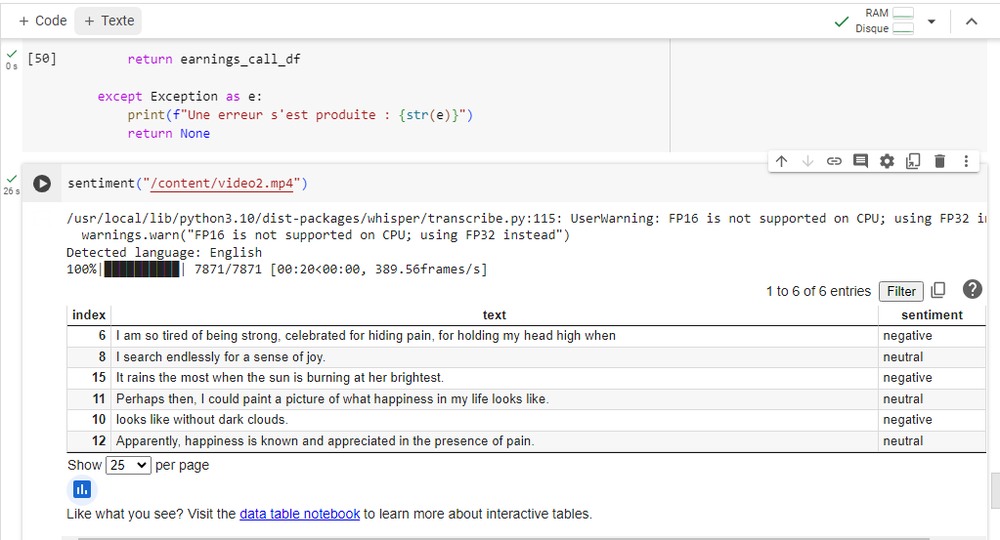 + Code + Texte
RAM
Disque
[50] return earnings_call_df
0 s
except Exception as e:
print(f"Une erreur s'est produite : {str(e)}")
return None
26 s
sentiment("/content/video2.mp4")
/usr/local/lib/python3.10/dist-packages/whisper/transcribe.py:115: UserWarning: FP16 is not supported on CPU; using FP32
warnings.warn("FP16 is not supported on CPU; using FP32 instead")
Detected language: English
100%|██████████| 7871/7871 [00:20<00:00, 389.56frames/s]
1 to 6 of 6 entries Filter
index text sentiment
6 I am so tired of being strong, celebrated for hiding pain, for holding my head high when negative
8 I search endlessly for a sense of joy. neutral
15 It rains the most when the sun is burning at her brightest. negative
11 Perhaps then, I could paint a picture of what happiness in my life looks like. neutral
10 looks like without dark clouds. negative
12 Apparently, happiness is known and appreciated in the presence of pain. neutral
Show 25 per page
Like what you see? Visit the data table notebook to learn more about interactive tables.